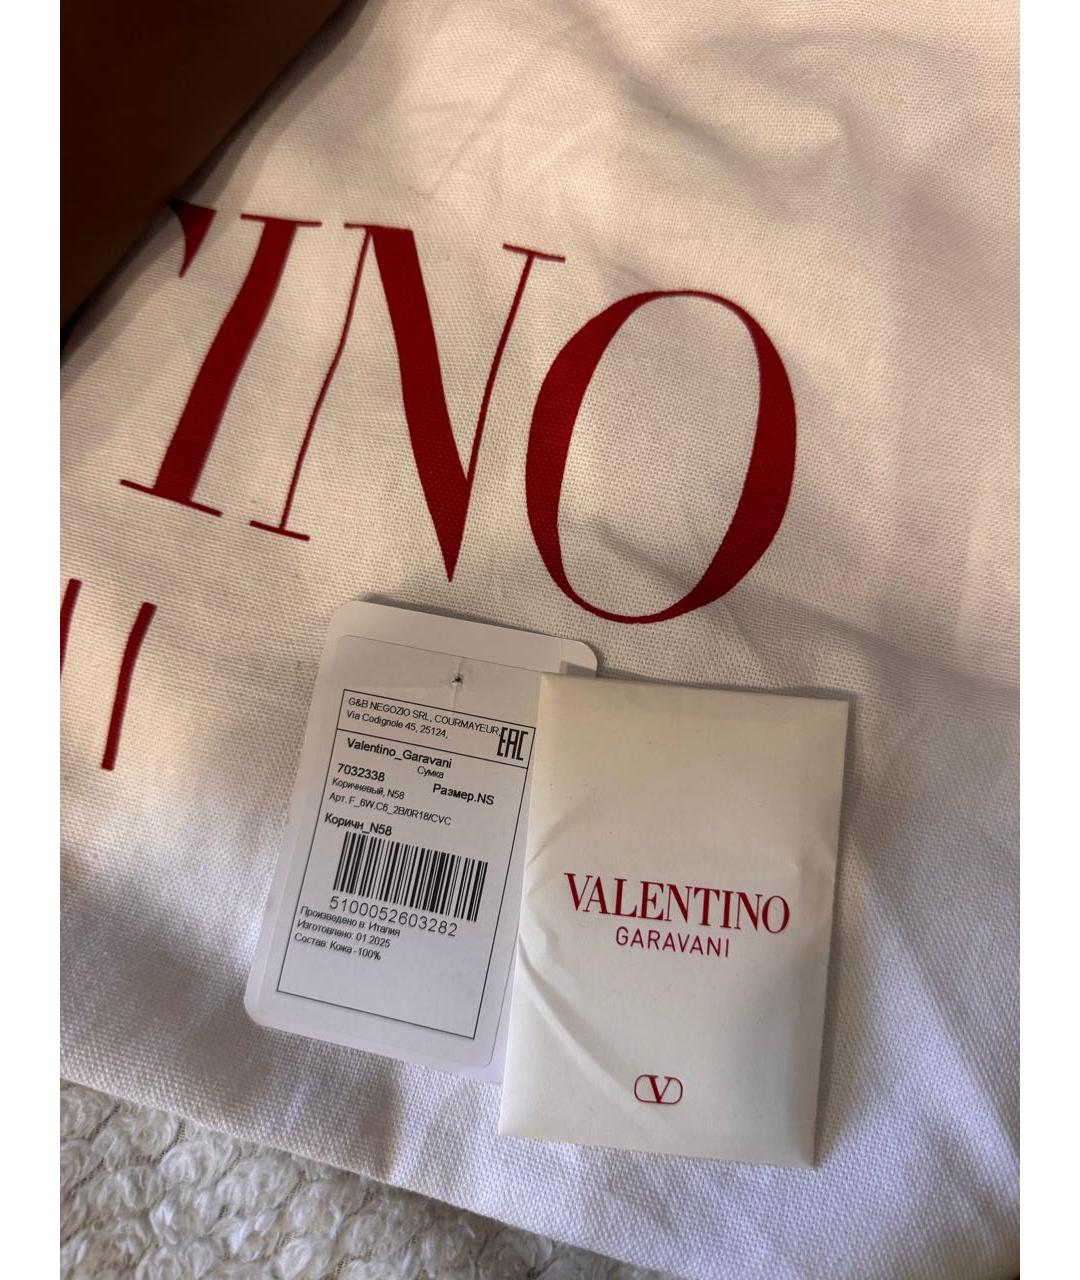 TINO
G&B NEGOZIO SRL, COURMAYEUR,
Via Codignole 45, 25124,
EAC
Valentino_Garavani
Сумка
7032338
Размер.NS
Коричневый, N58
Арт. F_6W.C6_2B/0R18/CVC
Коричн_N58
5100052603282
Произведено в: Италия
Изготовлено: 01.2025
Состав: Кожа -100%
VALENTINO
GARAVANI
V